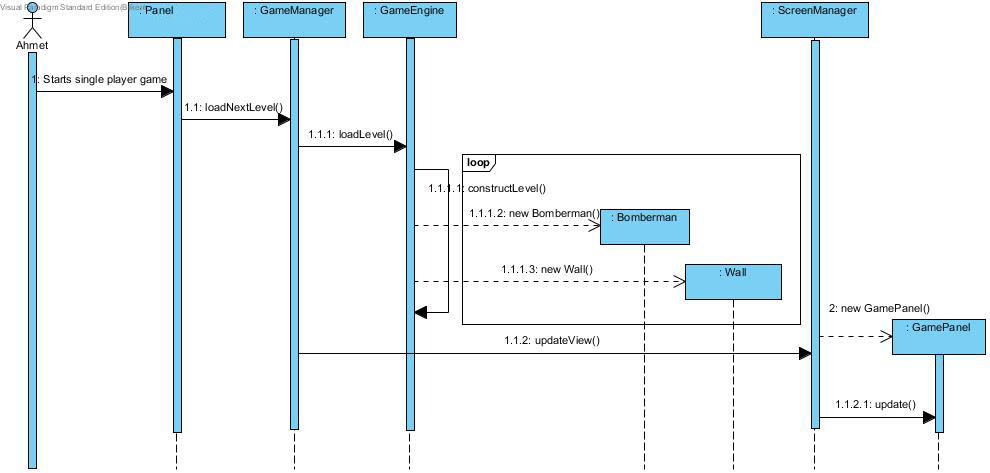 Visual Paradigm Standard Edition
: Panel
: GameManager
: GameEngine
: ScreenManager
Ahmet
1: Starts single player game
1.1: loadNextLevel()
1.1.1: loadLevel()
loop
1.1.1.1: constructLevel()
1.1.1.2: new Bomberman()
: Bomberman
1.1.1.3: new Wall()
: Wall
2: new GamePanel()
: GamePanel
1.1.2: updateView()
1.1.2.1: update()